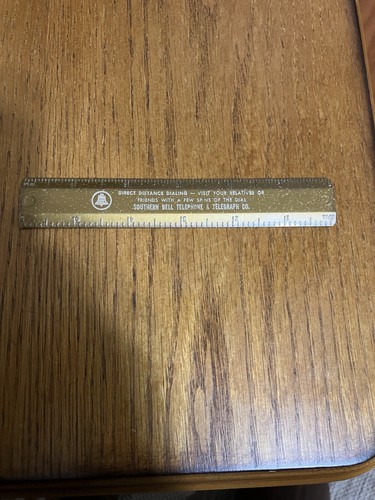 DIRECT DISTANCE DIALING — VISIT YOUR RELATIVES OR
FRIENDS WITH A FEW SPINS OF THE DIAL
SOUTHERN BELL TELEPHONE & TELEGRAPH CO.